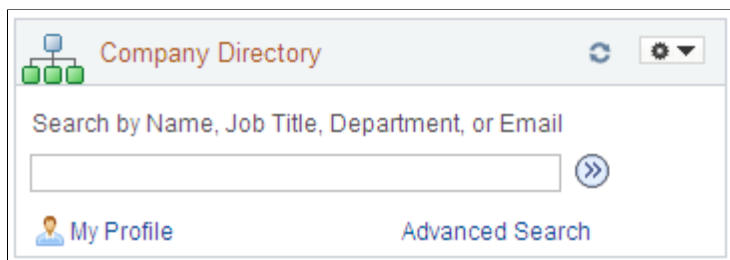 Company Directory
Search by Name, Job Title, Department, or Email
My Profile
Advanced Search